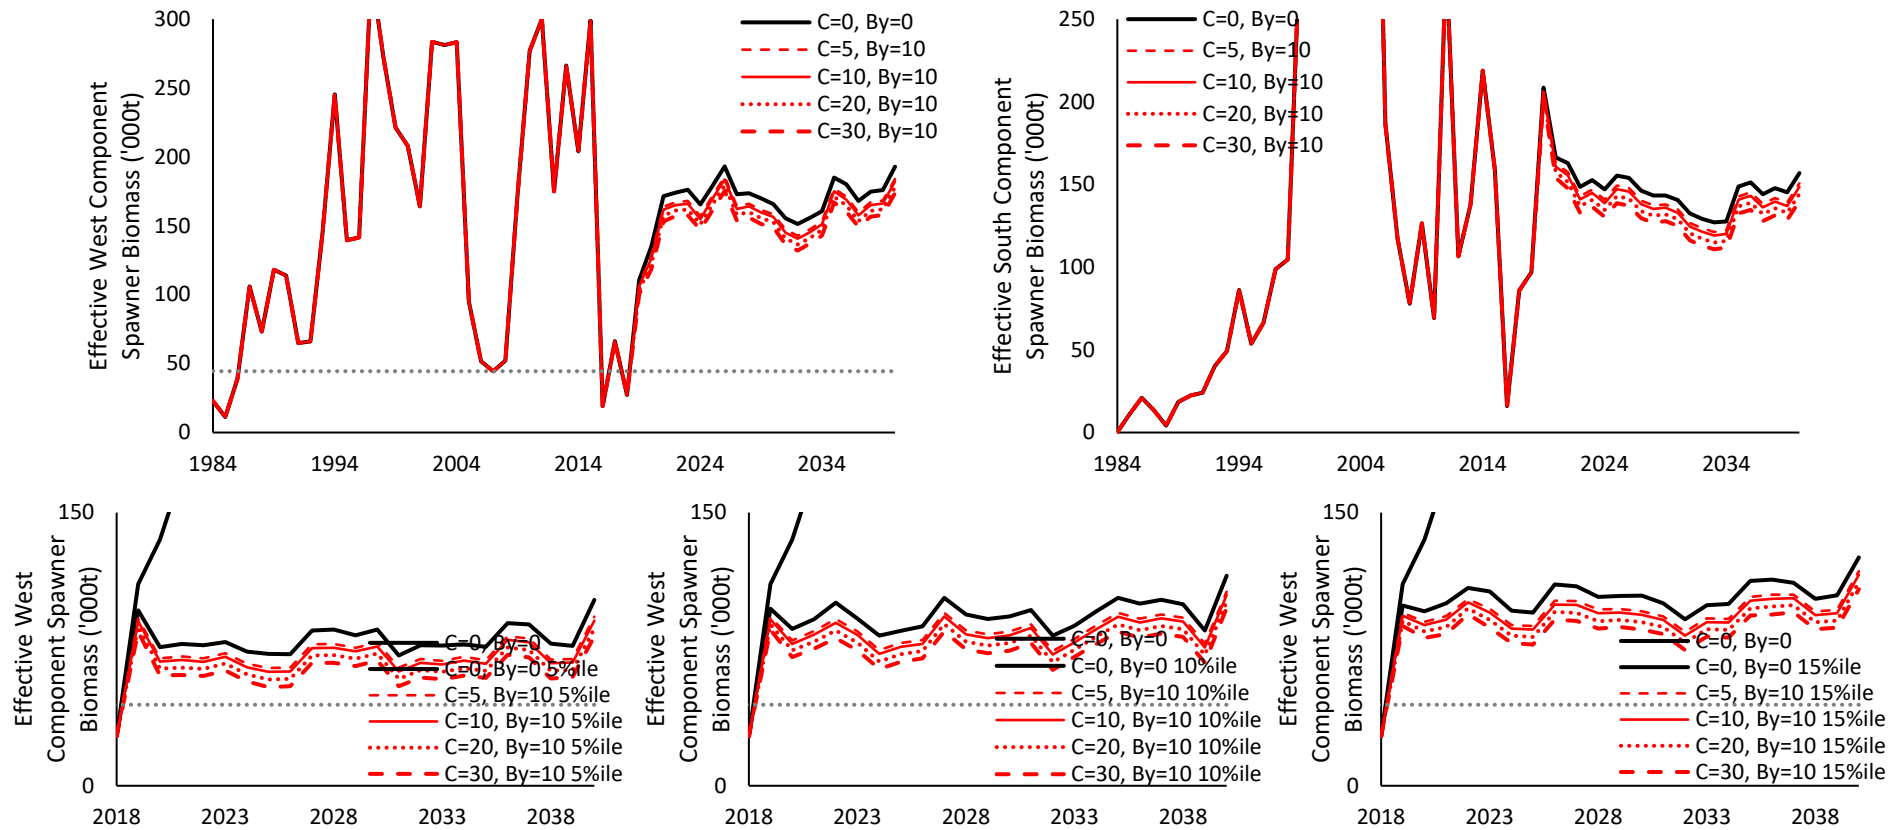 Effective West Component
Spawner Biomass ('000t)
300
250
200
150
100
50
0
1984
1994
2004
2014
2024
2034
C=0, By=0
C=5, By=10
C=10, By=10
C=20, By=10
C=30, By=10
Effective South Component
Spawner Biomass ('000t)
250
200
150
100
50
0
1984
1994
2004
2014
2024
2034
C=0, By=0
C=5, By=10
C=10, By=10
C=20, By=10
C=30, By=10
Effective West
Component Spawner
Biomass ('000t)
150
0
2018
2023
2028
2033
2038
C=0, By=0
C=0, By=0 5%ile
C=5, By=10 5%ile
C=10, By=10 5%ile
C=20, By=10 5%ile
C=30, By=10 5%ile
Effective West
Component Spawner
Biomass ('000t)
150
0
2018
2023
2028
2033
2038
C=0, By=0
C=0, By=0 10%ile
C=5, By=10 10%ile
C=10, By=10 10%ile
C=20, By=10 10%ile
C=30, By=10 10%ile
Effective West
Component Spawner
Biomass ('000t)
150
0
2018
2023
2028
2033
2038
C=0, By=0
C=0, By=0 15%ile
C=5, By=10 15%ile
C=10, By=10 15%ile
C=20, By=10 15%ile
C=30, By=10 15%ile